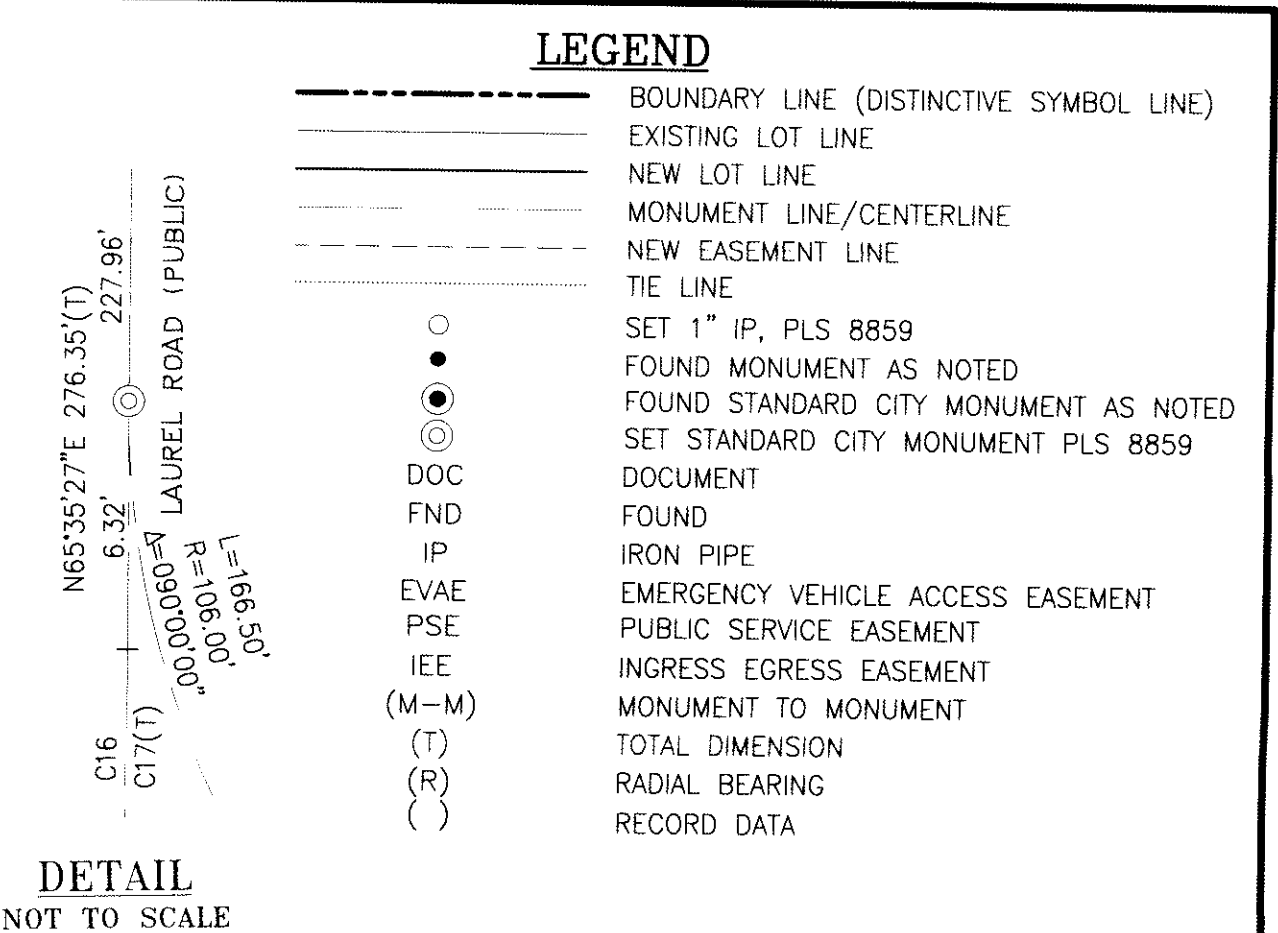 LEGEND
BOUNDARY LINE (DISTINCTIVE SYMBOL LINE)
EXISTING LOT LINE
NEW LOT LINE
MONUMENT LINE/CENTERLINE
NEW EASEMENT LINE
TIE LINE
SET 1" IP, PLS 8859
FOUND MONUMENT AS NOTED
FOUND STANDARD CITY MONUMENT AS NOTED
SET STANDARD CITY MONUMENT PLS 8859
DOC DOCUMENT
FND FOUND
IP IRON PIPE
EVAE EMERGENCY VEHICLE ACCESS EASEMENT
PSE PUBLIC SERVICE EASEMENT
IEE INGRESS EGRESS EASEMENT
(M-M) MONUMENT TO MONUMENT
(T) TOTAL DIMENSION
(R) RADIAL BEARING
( ) RECORD DATA
N65°35'27"E 276.35'(T)
6.32' 227.96'
LAUREL ROAD (PUBLIC)
L=166.50'
R=106.00'
Δ=090°00'00"
C16
C17(T)
DETAIL
NOT TO SCALE